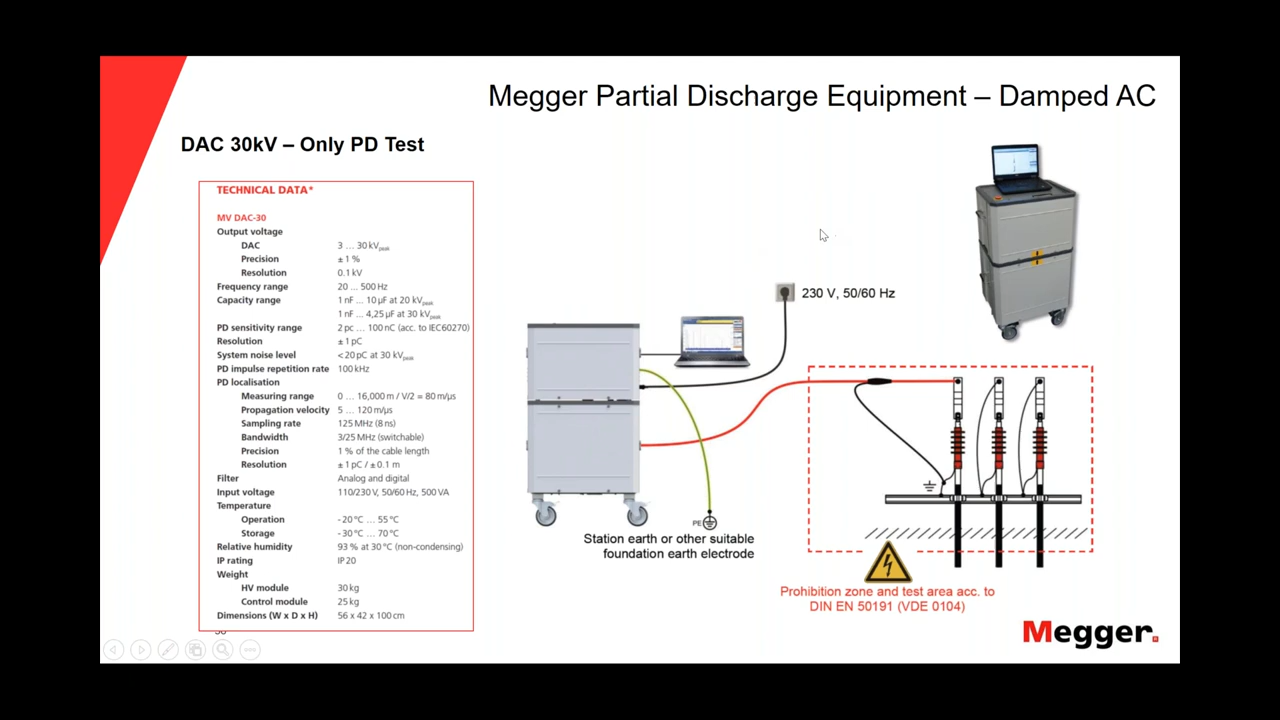 Megger Partial Discharge Equipment – Damped AC
DAC 30kV – Only PD Test
TECHNICAL DATA*
MV DAC-30
Output voltage
DAC 3 ... 30 kVpeak
Precision ± 1 %
Resolution 0.1 kV
Frequency range 20 ... 500 Hz
Capacity range 1 nF ... 10 µF at 20 kVpeak
1 nF ... 4,25 µF at 30 kVpeak
PD sensitivity range 2 pc ... 100 nC (acc. to IEC60270)
Resolution ± 1 pC
System noise level < 20 pC at 30 kVpeak
PD impulse repetition rate 100 kHz
PD localisation
Measuring range 0 ... 16,000 m / V/2 = 80 m/µs
Propagation velocity 5 ... 120 m/µs
Sampling rate 125 MHz (8 ns)
Bandwidth 3/25 MHz (switchable)
Precision 1 % of the cable length
Resolution ± 1 pC / ± 0.1 m
Filter Analog and digital
Input voltage 110/230 V, 50/60 Hz, 500 VA
Temperature
Operation - 20 °C ... 55 °C
Storage - 30 °C ... 70 °C
Relative humidity 93 % at 30 °C (non-condensing)
IP rating IP 20
Weight
HV module 30 kg
Control module 25 kg
Dimensions (W x D x H) 56 x 42 x 100 cm
230 V, 50/60 Hz
PE
Station earth or other suitable
foundation earth electrode
Prohibition zone and test area acc. to
DIN EN 50191 (VDE 0104)
Megger.